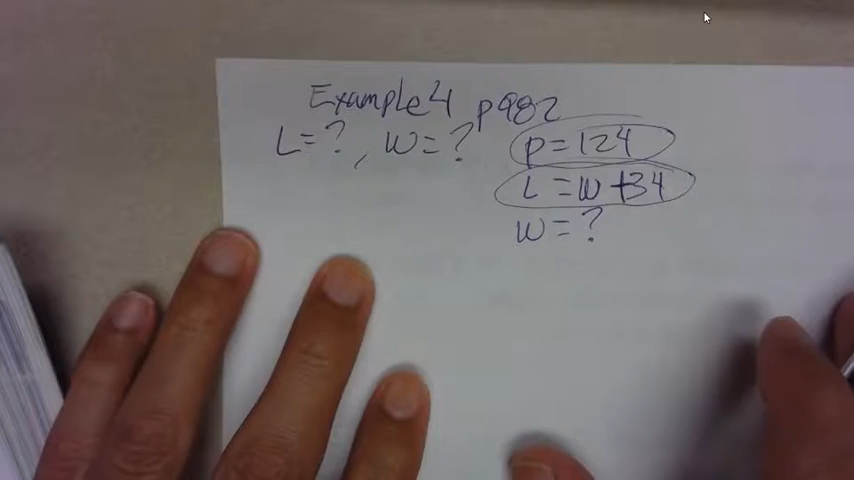 Example 4 p982
L = ? , W = ?
p = 124
L = W + 34
W = ?